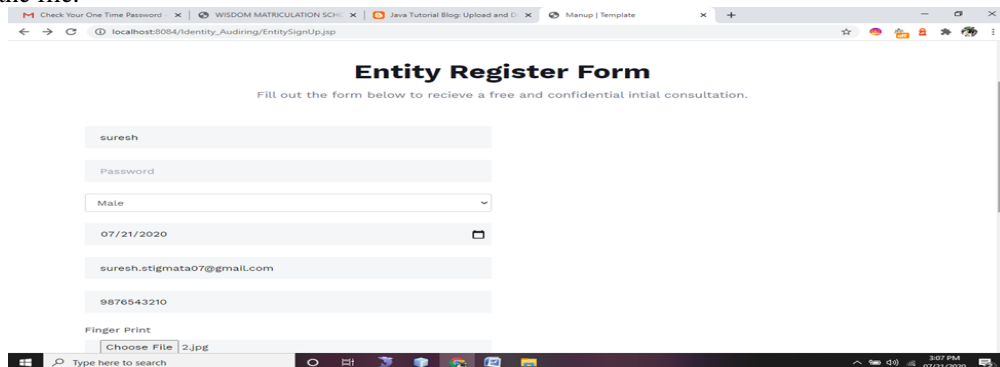 the file.
Check Your One Time Password
WISDOM MATRICULATION SCHO
Java Tutorial Blog: Upload and D
Manup | Template
localhost:8084/Identity_Audiring/EntitySignUp.jsp
Entity Register Form
Fill out the form below to recieve a free and confidential intial consultation.
suresh
Password
Male
07/21/2020
suresh.stigmata07@gmail.com
9876543210
Finger Print
Choose File 2.jpg
Type here to search
3:07 PM
07/21/2020